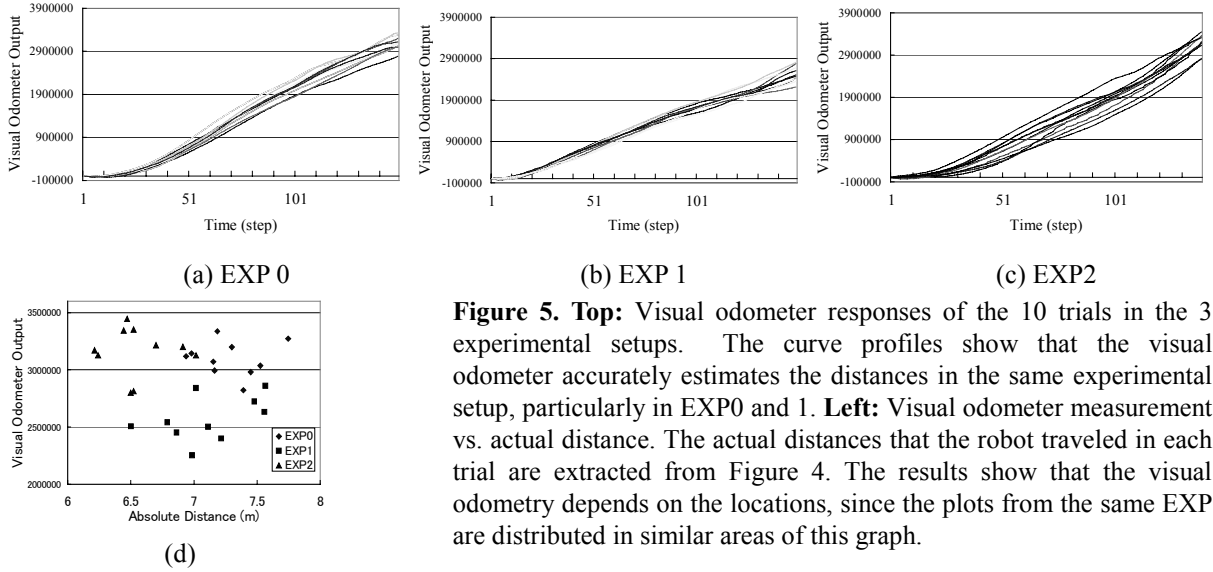 3900000
2900000
1900000
900000
-100000
1 51 101
Visual Odometer Output
Time (step)
(a) EXP 0
3900000
2900000
1900000
900000
-100000
1 51 101
Visual Odometer Output
Time (step)
(b) EXP 1
3900000
2900000
1900000
900000
-100000
1 51 101
Visual Odometer Output
Time (step)
(c) EXP2
3500000
3000000
2500000
2000000
6 6.5 7 7.5 8
Visual Odometer Output
Absolute Distance (m)
EXP0
EXP1
EXP2
(d)
Figure 5. Top: Visual odometer responses of the 10 trials in the 3
experimental setups. The curve profiles show that the visual
odometer accurately estimates the distances in the same experimental
setup, particularly in EXP0 and 1. Left: Visual odometer measurement
vs. actual distance. The actual distances that the robot traveled in each
trial are extracted from Figure 4. The results show that the visual
odometry depends on the locations, since the plots from the same EXP
are distributed in similar areas of this graph.